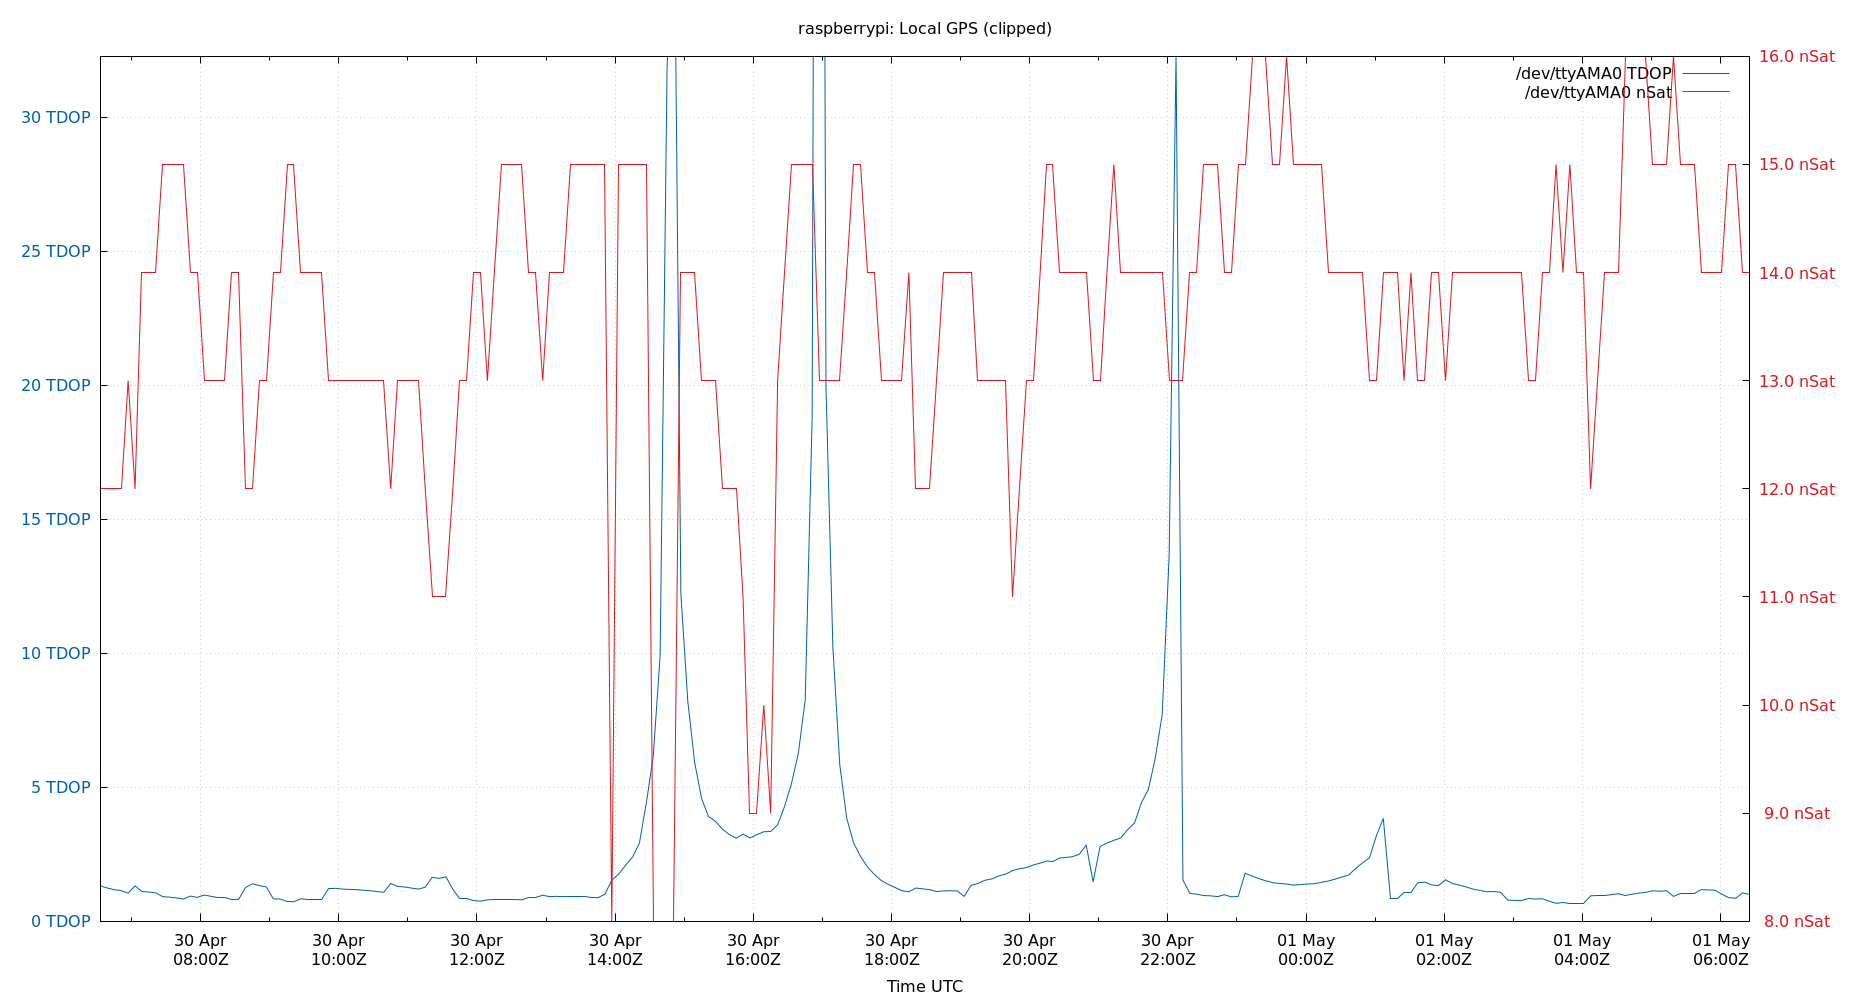 raspberrypi: Local GPS (clipped)
/dev/ttyAMA0 TDOP
/dev/ttyAMA0 nSat
30 TDOP
25 TDOP
20 TDOP
15 TDOP
10 TDOP
5 TDOP
0 TDOP
16.0 nSat
15.0 nSat
14.0 nSat
13.0 nSat
12.0 nSat
11.0 nSat
10.0 nSat
9.0 nSat
8.0 nSat
30 Apr 30 Apr 30 Apr 30 Apr 30 Apr 30 Apr 30 Apr 30 Apr 01 May 01 May 01 May 01 May
08:00Z 10:00Z 12:00Z 14:00Z 16:00Z 18:00Z 20:00Z 22:00Z 00:00Z 02:00Z 04:00Z 06:00Z
Time UTC